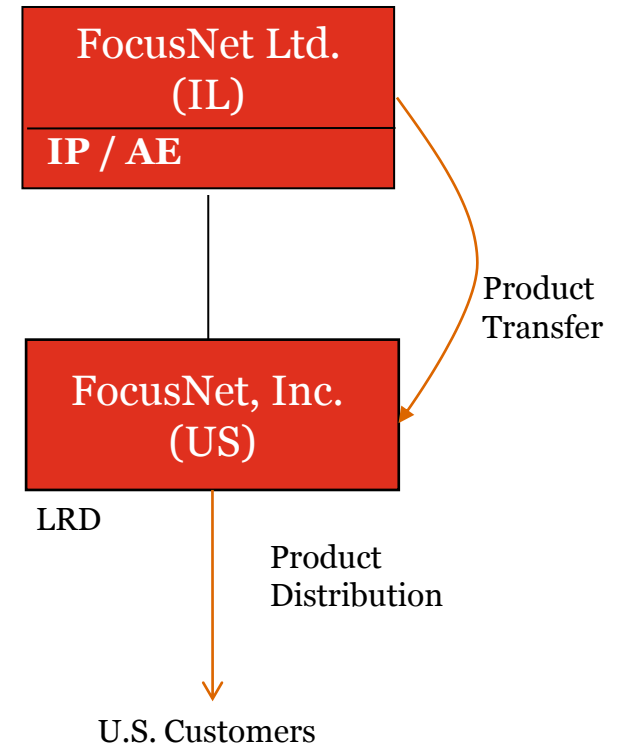 FocusNet Ltd.
(IL)
IP / AE
Product
Transfer
FocusNet, Inc.
(US)
LRD
Product
Distribution
U.S. Customers